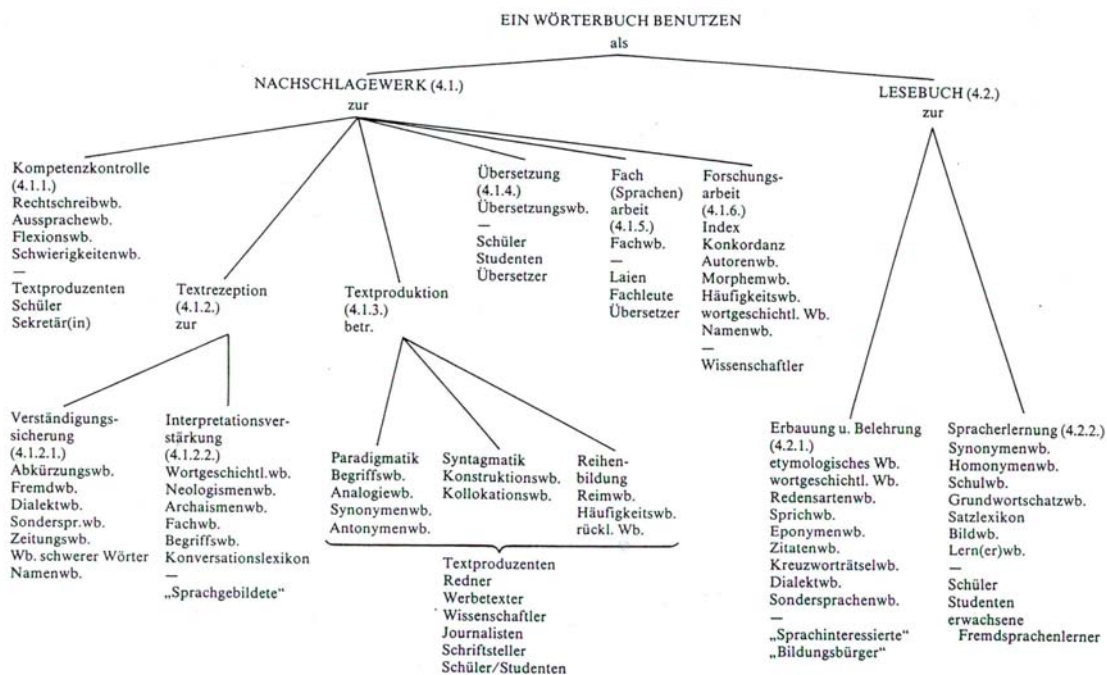 EIN WÖRTERBUCH BENUTZEN
als
NACHSCHLAGEWERK (4.1.)
zur
LESEBUCH (4.2.)
zur
Kompetenzkontrolle
(4.1.1.)
Rechtschreibwb.
Aussprachewb.
Flexionswb.
Schwierigkeitenwb.
—
Textproduzenten
Schüler
Sekretär(in)
Textrezeption
(4.1.2.)
zur
Textproduktion
(4.1.3.)
betr.
Übersetzung
(4.1.4.)
Übersetzungswb.
—
Schüler
Studenten
Übersetzer
Fach
(Sprachen)
arbeit
(4.1.5.)
Fachwb.
—
Laien
Fachleute
Übersetzer
Forschungs-
arbeit
(4.1.6.)
Index
Konkordanz
Autorenwb.
Morphemwb.
Häufigkeitswb.
wortgeschichtl. Wb.
Namenwb.
—
Wissenschaftler
Verständigungs-
sicherung
(4.1.2.1.)
Abkürzungswb.
Fremdwb.
Dialektwb.
Sonderspr.wb.
Zeitungswb.
Wb. schwerer Wörter
Namenwb.
Interpretationsver-
stärkung
(4.1.2.2.)
Wortgeschichtl.wb.
Neologismenwb.
Archaismenwb.
Fachwb.
Begriffswb.
Konversationslexikon
—
„Sprachgebildete“
Paradigmatik
Begriffswb.
Analogiewb.
Synonymenwb.
Antonymenwb.
Syntagmatik
Konstruktionswb.
Kollokationswb.
Reihen-
bildung
Reimwb.
Häufigkeitswb.
rückl. Wb.
Textproduzenten
Redner
Werbetexter
Wissenschaftler
Journalisten
Schriftsteller
Schüler/Studenten
Erbauung u. Belehrung
(4.2.1.)
etymologisches Wb.
wortgeschichtl. Wb.
Redensartenwb.
Sprichwb.
Eponymenwb.
Zitatenwb.
Kreuzworträtselwb.
Dialektwb.
Sondersprachenwb.
—
„Sprachinteressierte“
„Bildungsbürger“
Spracherlernung (4.2.2.)
Synonymenwb.
Homonymenwb.
Schulwb.
Grundwortschatzwb.
Satzlexikon
Bildwb.
Lern(er)wb.
—
Schüler
Studenten
erwachsene
Fremdsprachenlerner